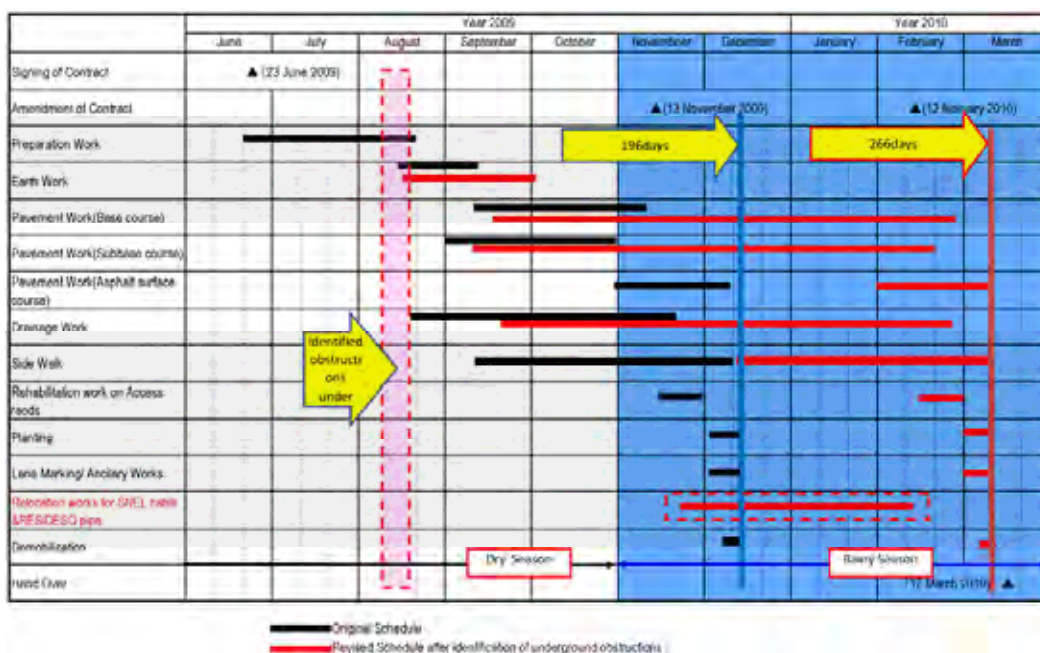 Year 2009 Year 2010
June July August September October November December January February March
Signing of Contract ▲ (23 June 2009)
Amendment of Contract ▲ (13 November 2009) ▲ (12 2010)
Preparation Work 196days 266days
Earth Work
Pavement Work(Base course)
Pavement Work(Subbase course)
Pavement Work(Asphalt surface
course)
Drainage Work
Identified
obstructi
ons
under
Side Walk
Rehabilitation work on Access
roads
Planting
Lane Marking/ Ancillary Works
Relocation works for SNEL
pipe
Demobilization
Dry Season Rainy Season
Hand Over (17 March 2010) ▲
Original Schedule
Revised Schedule after identification of underground obstructions